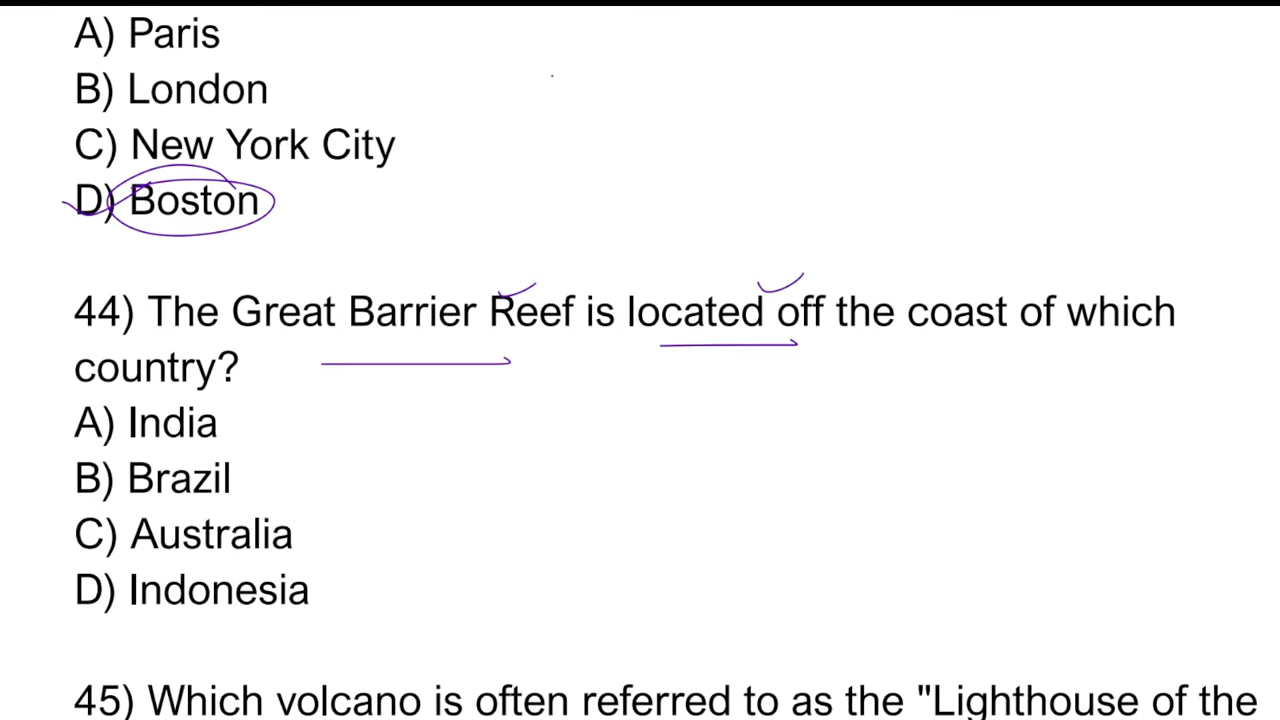 A) Paris
B) London
C) New York City
D) Boston
44) The Great Barrier Reef is located off the coast of which
country?
A) India
B) Brazil
C) Australia
D) Indonesia
45) Which volcano is often referred to as the "Lighthouse of the